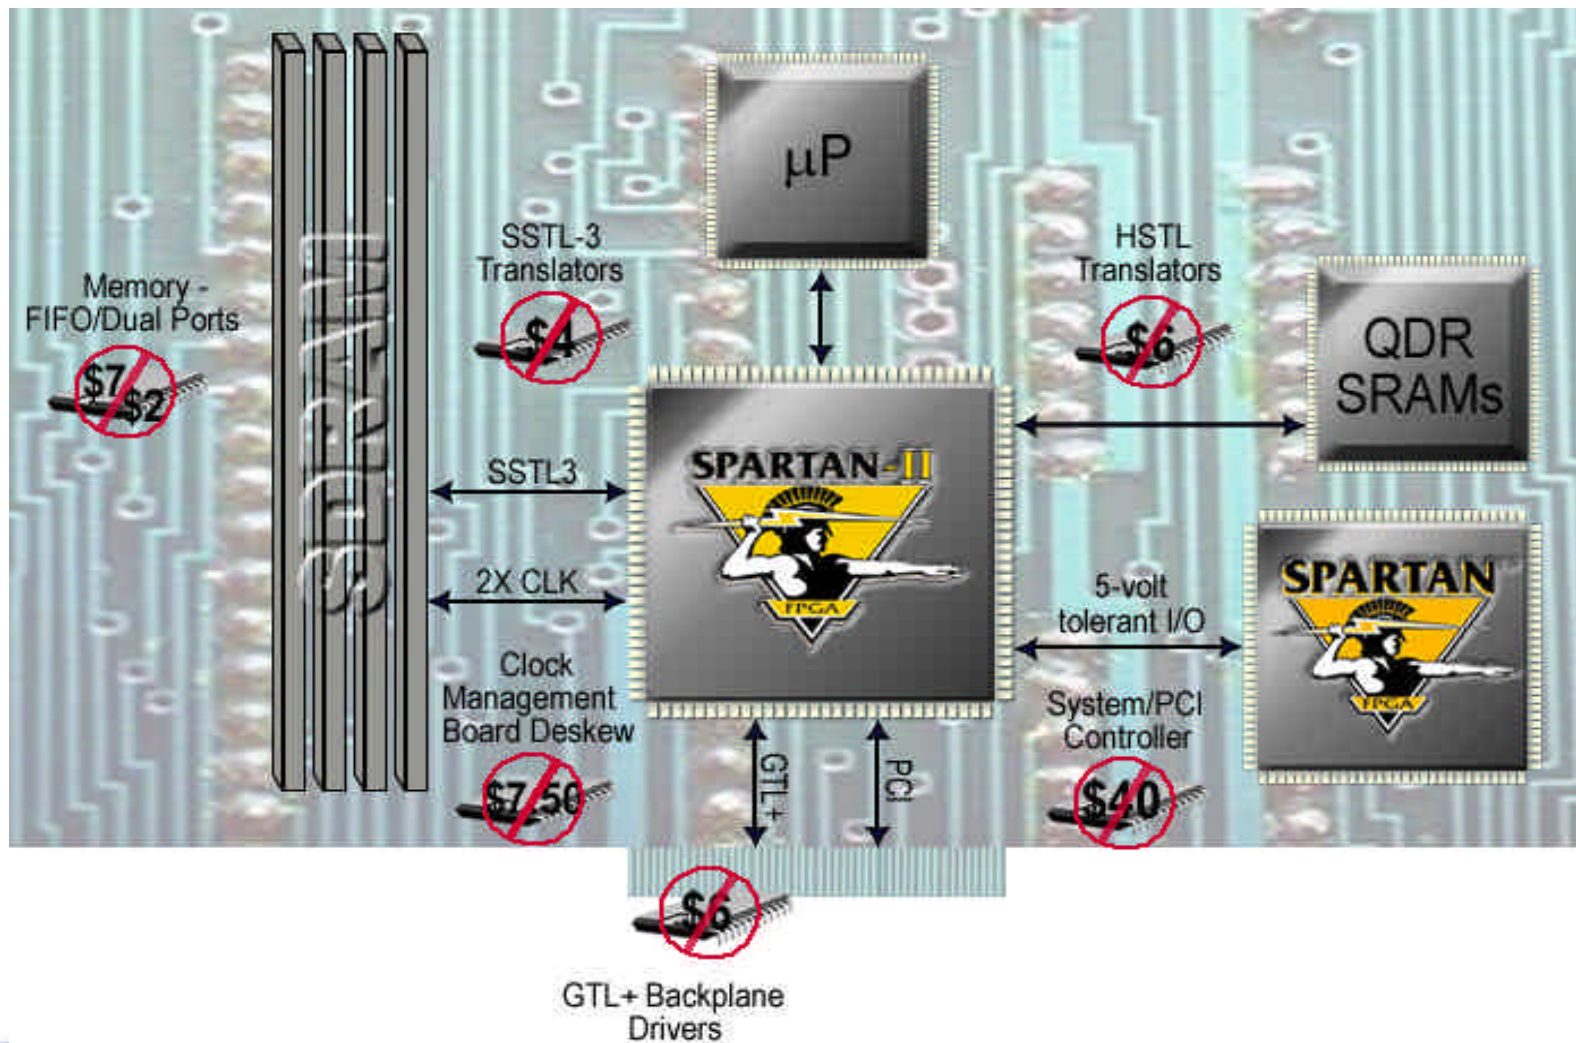 µP
SSTL-3
Translators
$4
HSTL
Translators
$6
Memory -
FIFO/Dual Ports
$7
$2
SDRAM
QDR
SRAMs
SSTL3
SPARTAN-II
FPGA
2X CLK
5-volt
tolerant I/O
SPARTAN
FPGA
Clock
Management
Board Deskew
$7.50
System/PCI
Controller
$40
GTL+
PCI
$6
GTL+ Backplane
Drivers